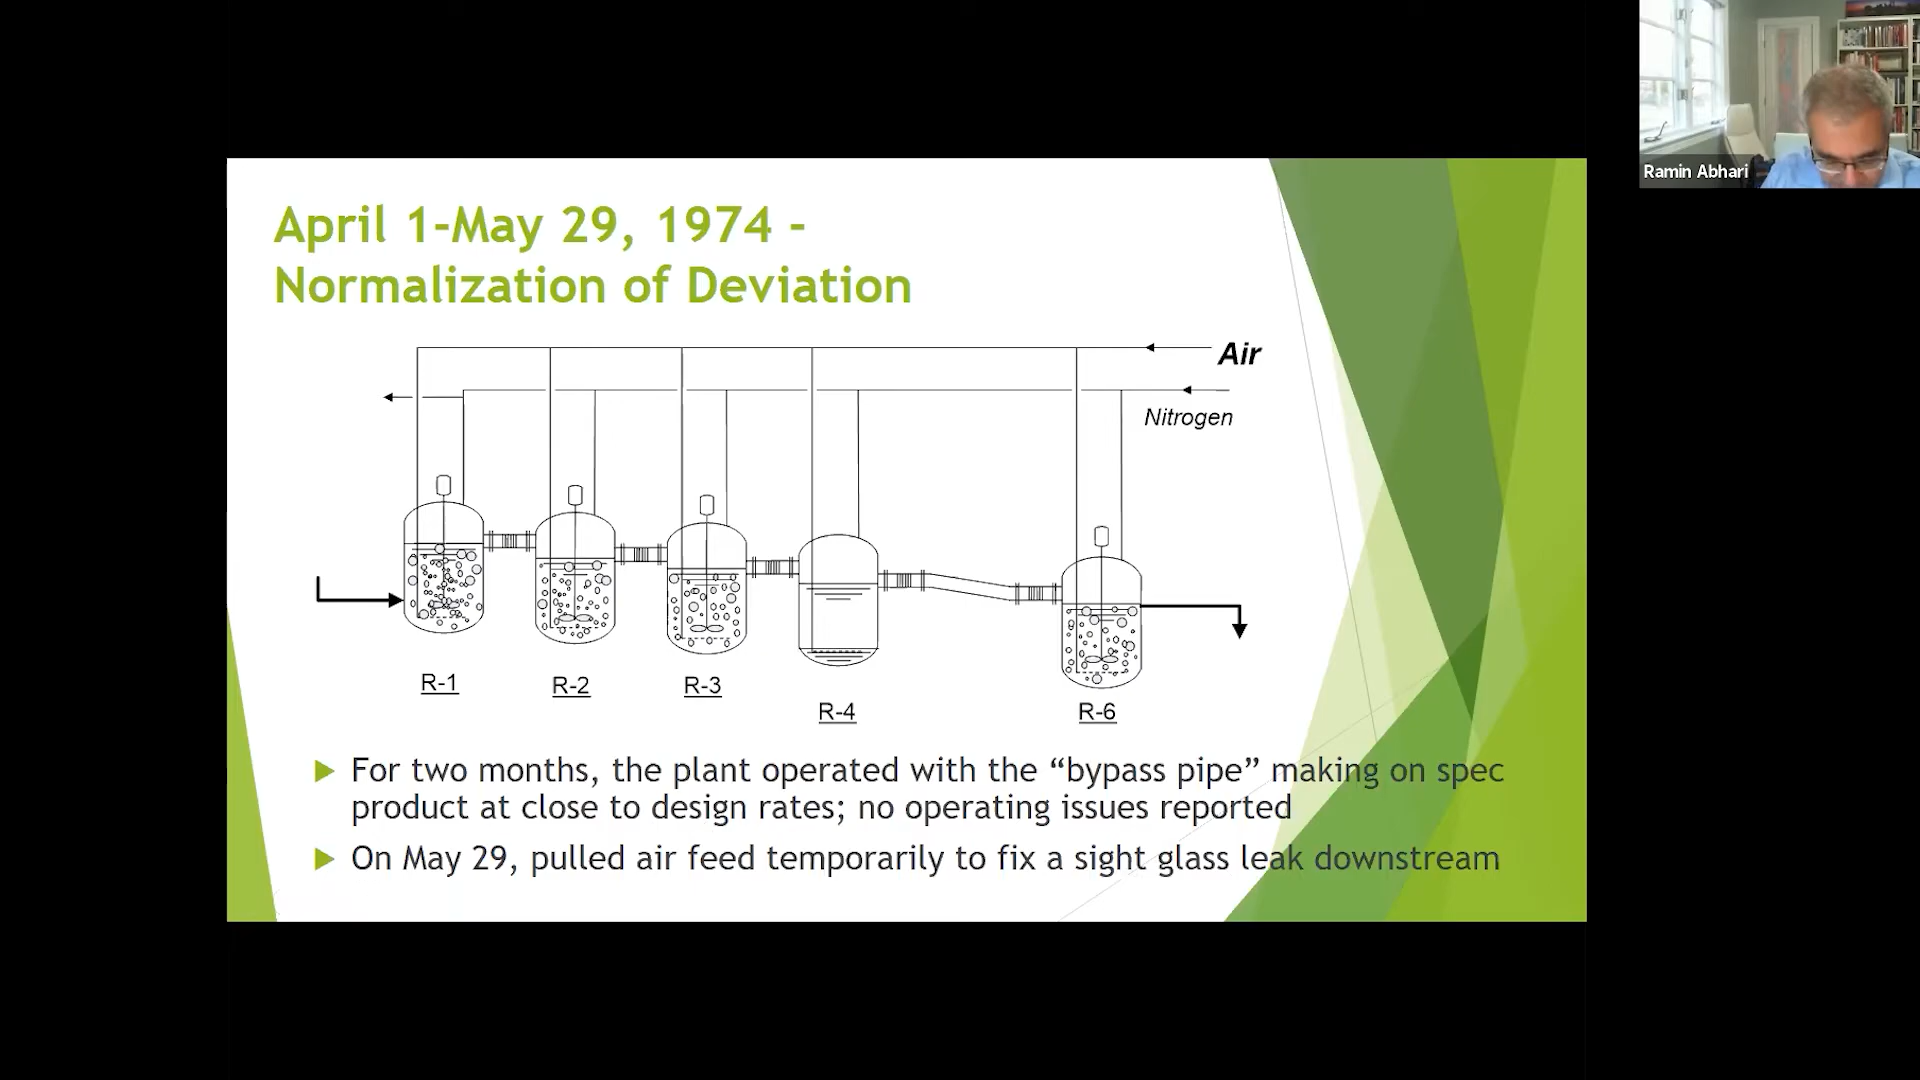 Ramin Abhari
April 1-May 29, 1974 -
Normalization of Deviation
Air
Nitrogen
R-1
R-2
R-3
R-4
R-6
For two months, the plant operated with the “bypass pipe” making on spec
product at close to design rates; no operating issues reported
On May 29, pulled air feed temporarily to fix a sight glass leak downstream